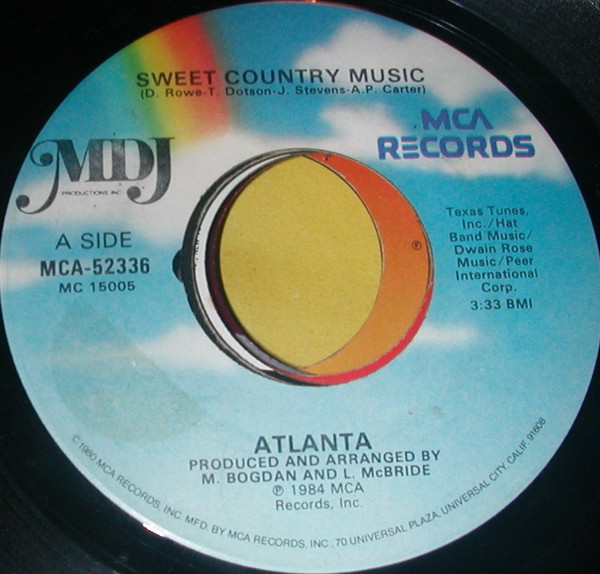 SWEET COUNTRY MUSIC
(D. Rowe-T. Dotson-J. Stevens-A.P. Carter)
MCA
RECORDS
MDJ
PRODUCTIONS INC.
A SIDE
MCA-52336
MC 15005
Texas Tunes,
Inc./Hat
Band Music/
Dwain Rose
Music/Peer
International
Corp.
3:33 BMI
℗
ATLANTA
PRODUCED AND ARRANGED BY
M. BOGDAN AND L. McBRIDE
℗ 1984 MCA
Records, Inc.
©1980 MCA RECORDS, INC. MFD. BY MCA RECORDS, INC., 70 UNIVERSAL PLAZA, UNIVERSAL CITY, CALIF. 91608